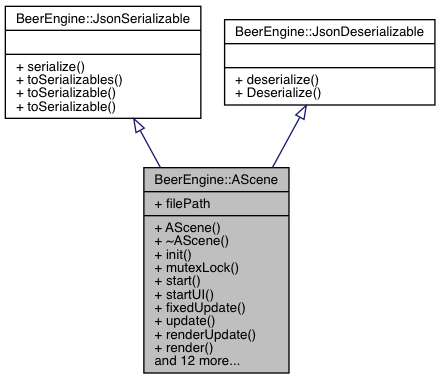 BeerEngine::JsonSerializable
+ serialize()
+ toSerializables()
+ toSerializable()
+ toSerializable()
BeerEngine::JsonDeserializable
+ deserialize()
+ Deserialize()
BeerEngine::AScene
+ filePath
+ AScene()
+ ~AScene()
+ init()
+ mutexLock()
+ start()
+ startUI()
+ fixedUpdate()
+ update()
+ renderUpdate()
+ render()
and 12 more...